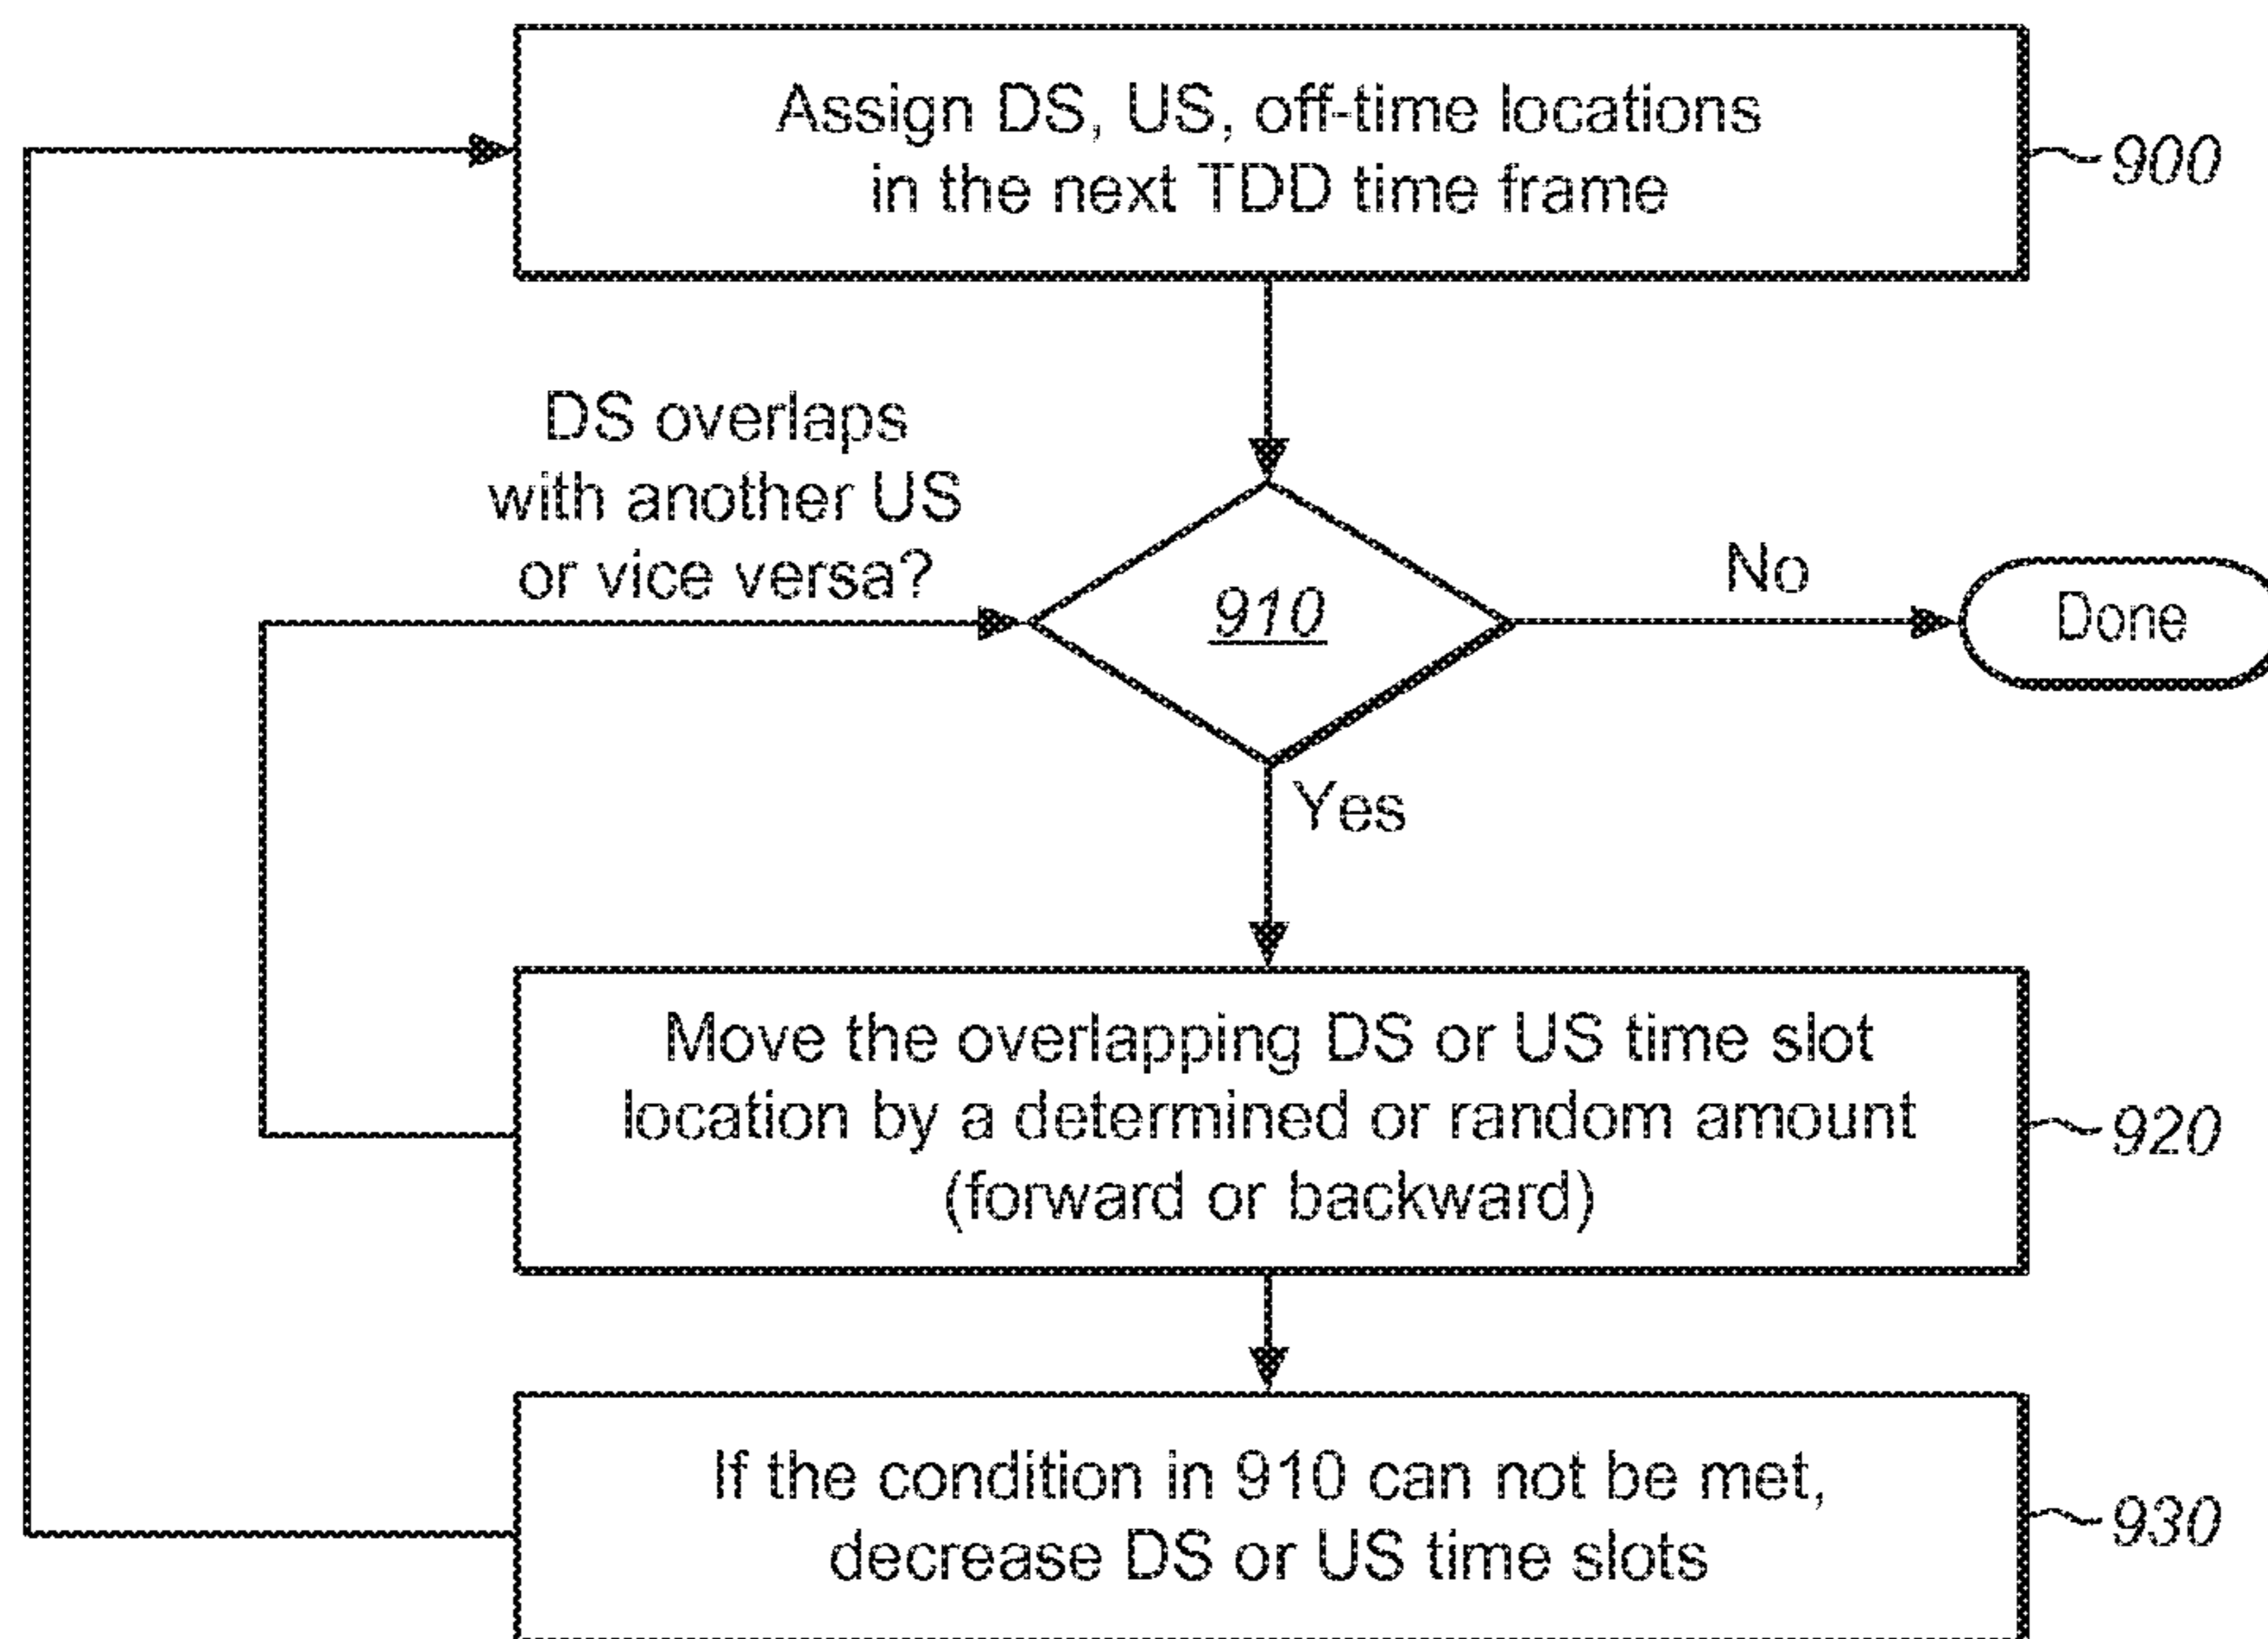 Assign DS, US, off-time locations
in the next TDD time frame
900
DS overlaps
with another US
or vice versa?
910
No
Done
Yes
Move the overlapping DS or US time slot
location by a determined or random amount
(forward or backward)
920
If the condition in 910 can not be met,
decrease DS or US time slots
930